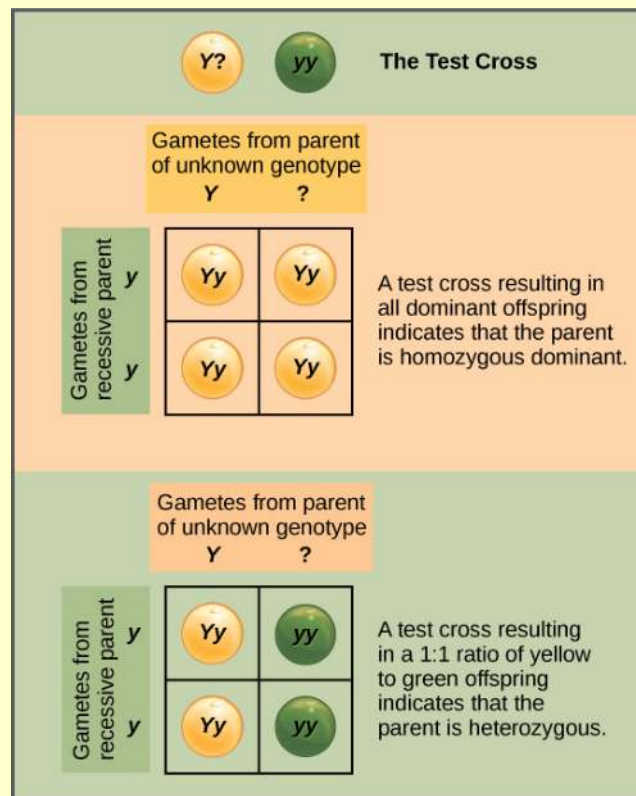 Y? yy The Test Cross
Gametes from parent
of unknown genotype
Y ?
Gametes from
recessive parent
y
y
Yy Yy
Yy Yy
A test cross resulting in
all dominant offspring
indicates that the parent
is homozygous dominant.
Gametes from parent
of unknown genotype
Y ?
Gametes from
recessive parent
y
y
Yy yy
Yy yy
A test cross resulting
in a 1:1 ratio of yellow
to green offspring
indicates that the
parent is heterozygous.